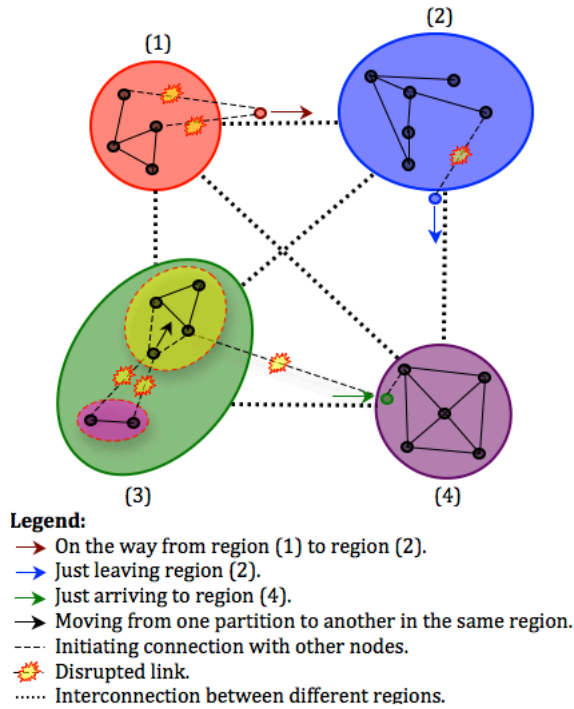 (1)
(2)
(3)
(4)
Legend:
On the way from region (1) to region (2).
Just leaving region (2).
Just arriving to region (4).
Moving from one partition to another in the same region.
Initiating connection with other nodes.
Disrupted link.
Interconnection between different regions.